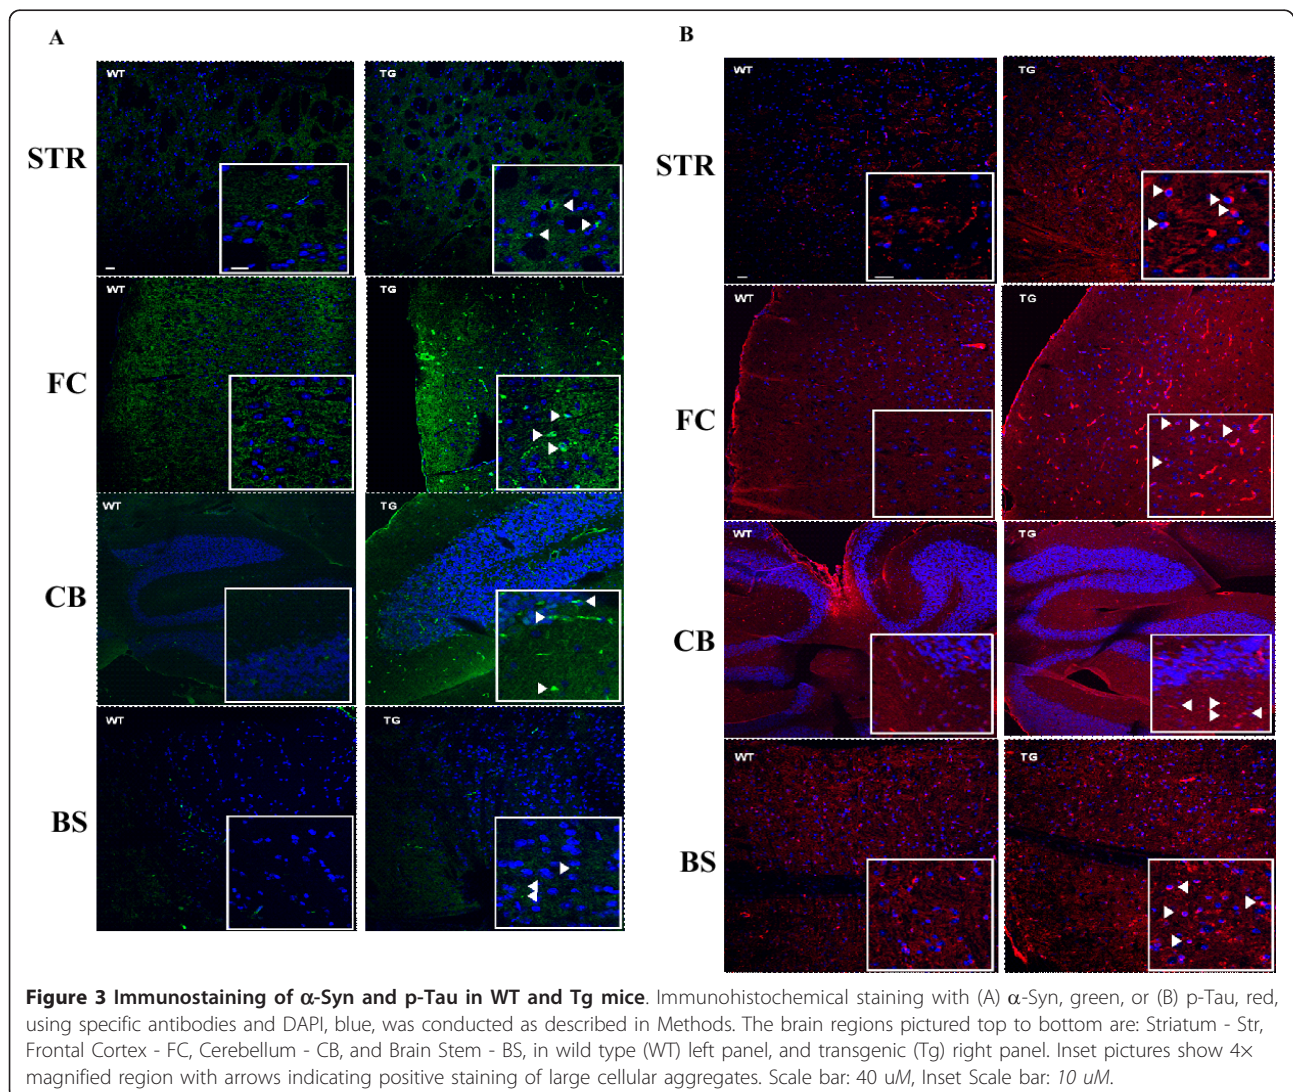 A
B
WT
TG
WT
TG
STR
STR
WT
TG
WT
TG
FC
FC
WT
TG
WT
TG
CB
CB
WT
TG
WT
TG
BS
BS
Figure 3 Immunostaining of α-Syn and p-Tau in WT and Tg mice. Immunohistochemical staining with (A) α-Syn, green, or (B) p-Tau, red,
using specific antibodies and DAPI, blue, was conducted as described in Methods. The brain regions pictured top to bottom are: Striatum - Str,
Frontal Cortex - FC, Cerebellum - CB, and Brain Stem - BS, in wild type (WT) left panel, and transgenic (Tg) right panel. Inset pictures show 4×
magnified region with arrows indicating positive staining of large cellular aggregates. Scale bar: 40 uM, Inset Scale bar: 10 uM.